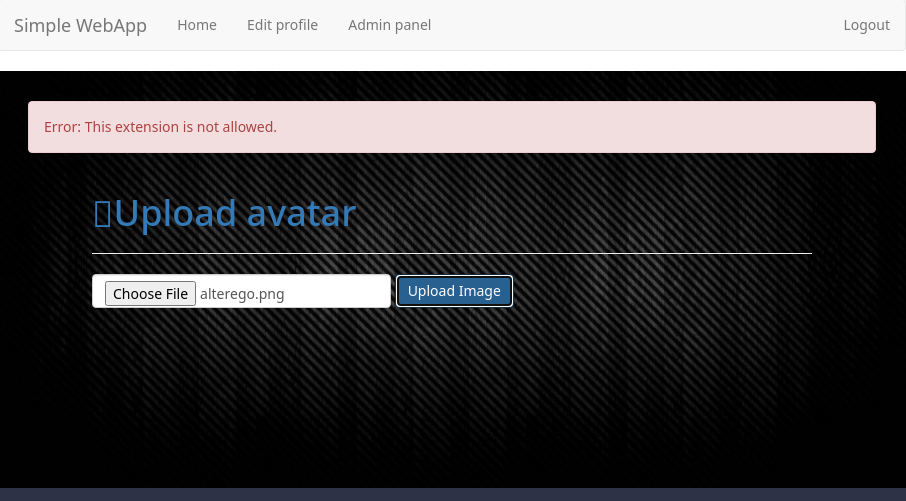 Simple WebApp Home Edit profile Admin panel Logout
Error: This extension is not allowed.
Upload avatar
Choose File alterego.png Upload Image